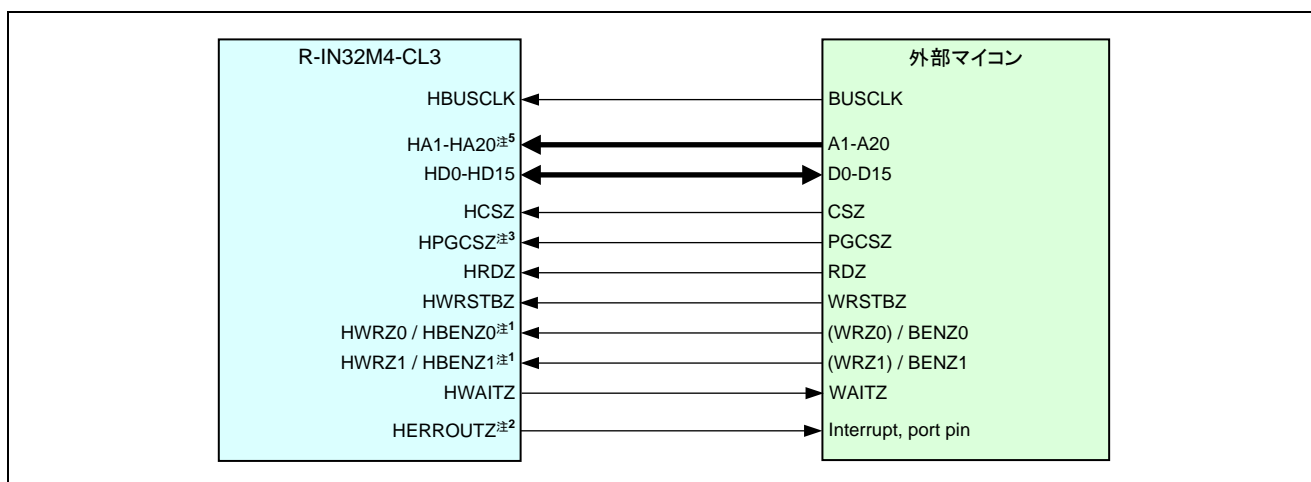 R-IN32M4-CL3
外部マイコン
HBUSCLK BUSCLK
HA1-HA20注5 A1-A20
HD0-HD15 D0-D15
HCSZ CSZ
HPGCSZ注3 PGCSZ
HRDZ RDZ
HWRSTBZ WRSTBZ
HWRZ0 / HBENZ0注1 (WRZ0) / BENZ0
HWRZ1 / HBENZ1注1 (WRZ1) / BENZ1
HWAITZ WAITZ
HERROUTZ注2 Interrupt, port pin